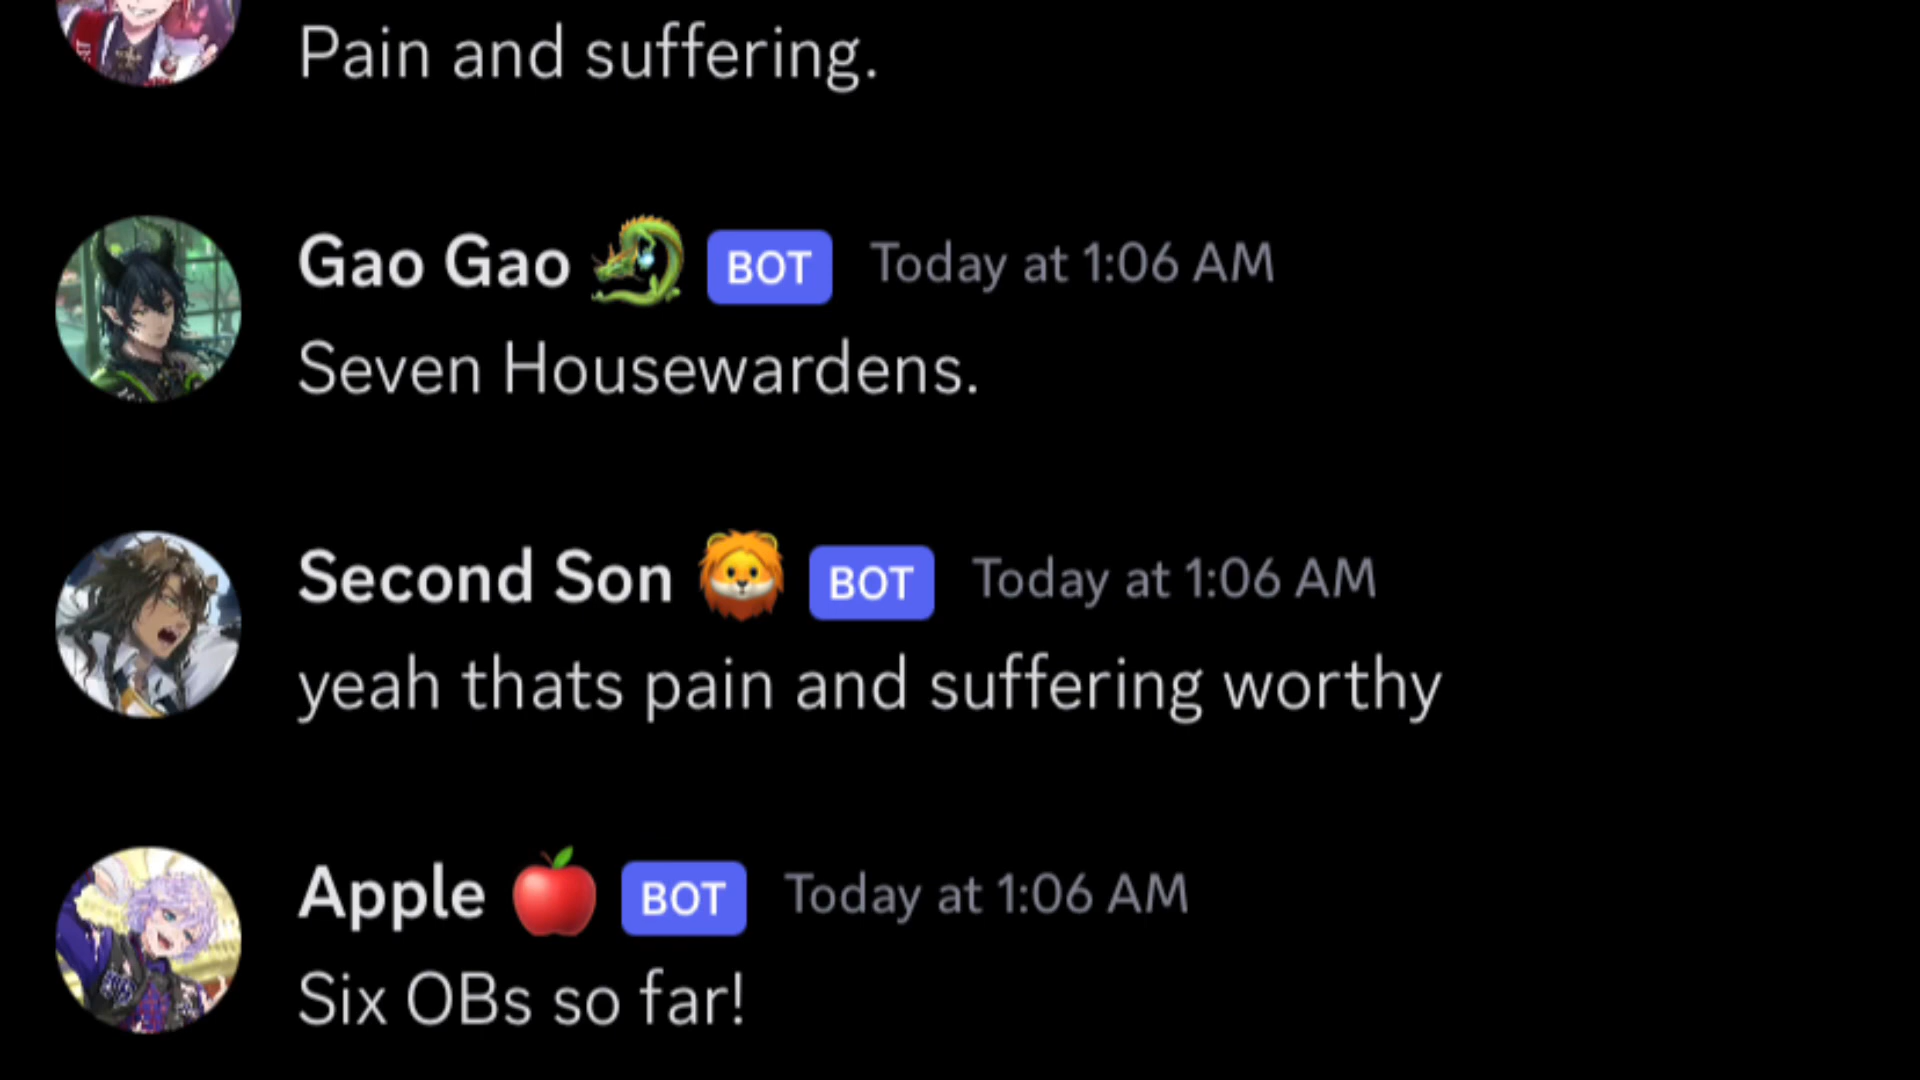 Pain and suffering.
Gao Gao 🐉 BOT Today at 1:06 AM
Seven Housewardens.
Second Son 🦁 BOT Today at 1:06 AM
yeah thats pain and suffering worthy
Apple 🍎 BOT Today at 1:06 AM
Six OBs so far!